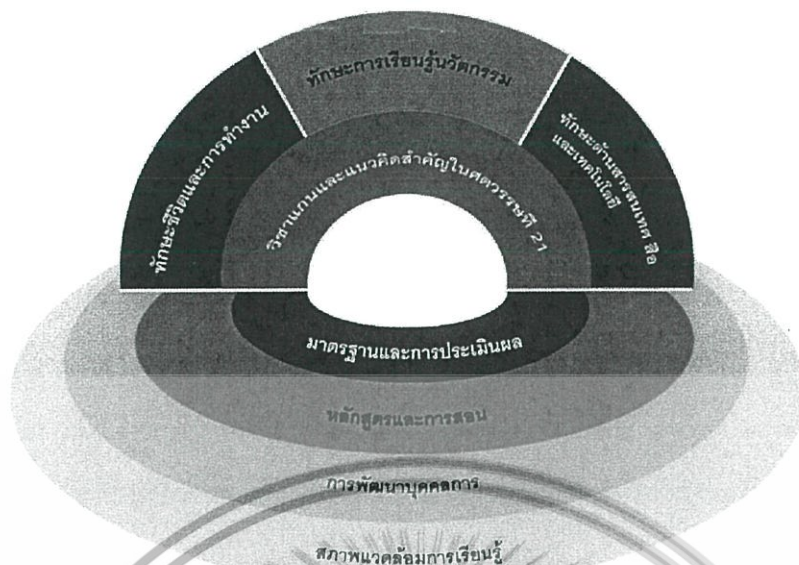 ทักษะการเรียนรู้นวัตกรรม
ทักษะชีวิตและการทำงาน
ทักษะด้านสารสนเทศ สื่อ
และเทคโนโลยี
วิชาแกนและแนวคิดสำคัญในศตวรรษที่ 21
มาตรฐานและการประเมินผล
หลักสูตรและการสอน
การพัฒนาบุคคลการ
สภาพแวดล้อมการเรียนรู้